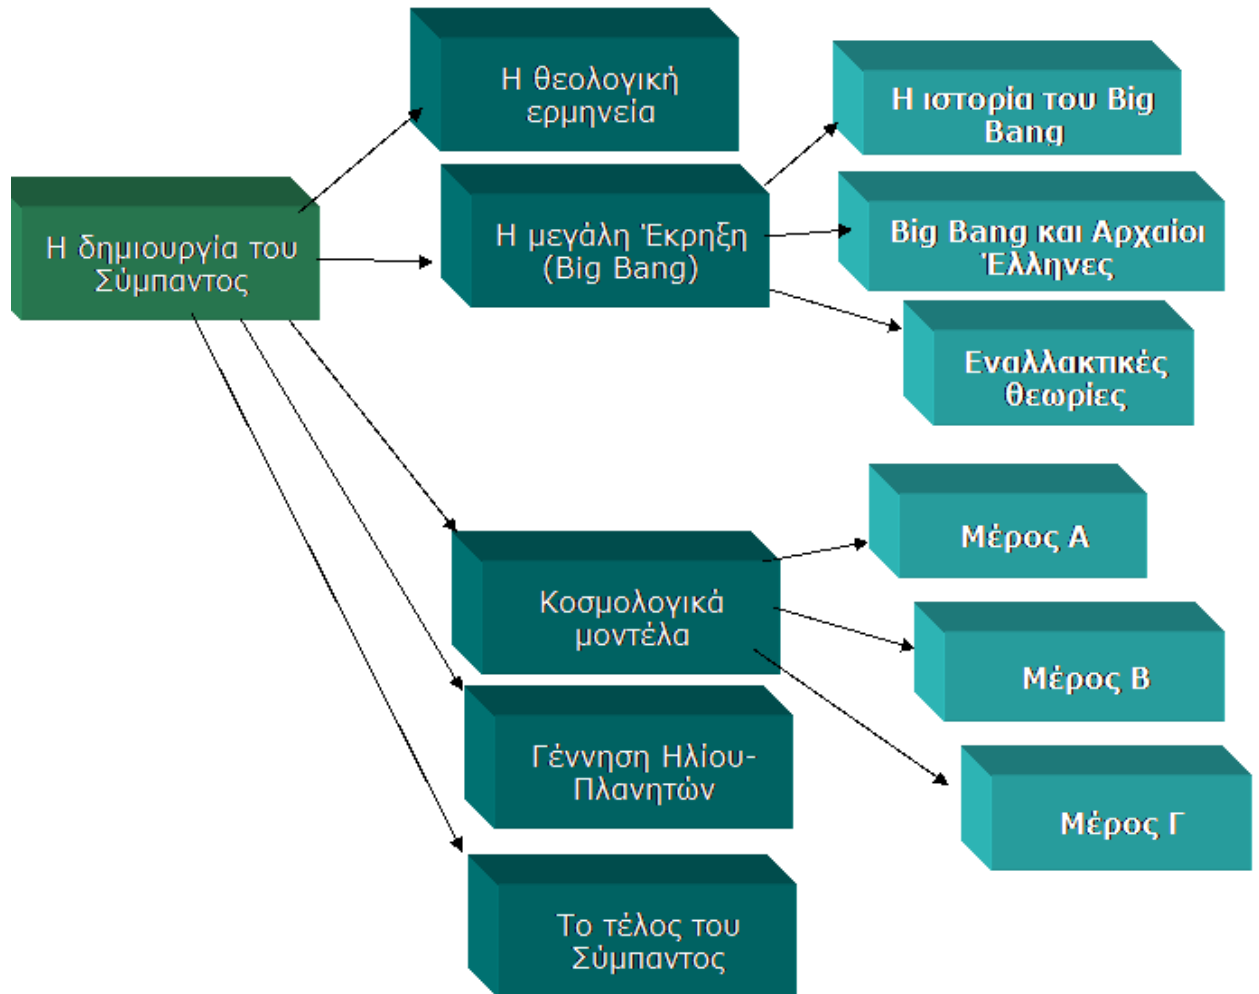 Η δημιουργία του
Σύμπαντος
Η θεολογική
ερμηνεία
Η μεγάλη Έκρηξη
(Big Bang)
Η ιστορία του Big
Bang
Big Bang και Αρχαίοι
Έλληνες
Εναλλακτικές
θεωρίες
Κοσμολογικά
μοντέλα
Μέρος Α
Μέρος Β
Μέρος Γ
Γέννηση Ηλίου-
Πλανητών
Το τέλος του
Σύμπαντος